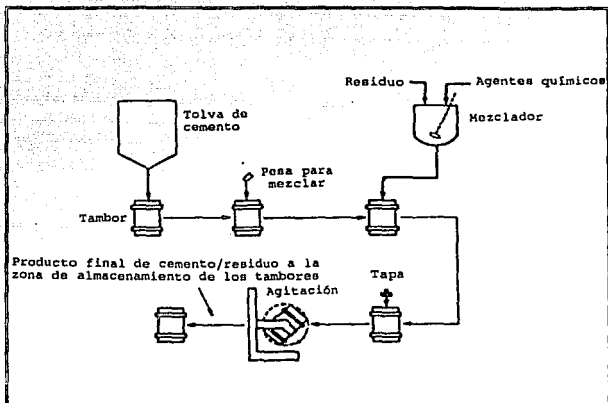 Residuo
Agentes químicos
Tolva de
cemento
Mezclador
Pesa para
mezclar
Tambor
Producto final de cemento/residuo a la
zona de almacenamiento de los tambores
Agitación
Tapa